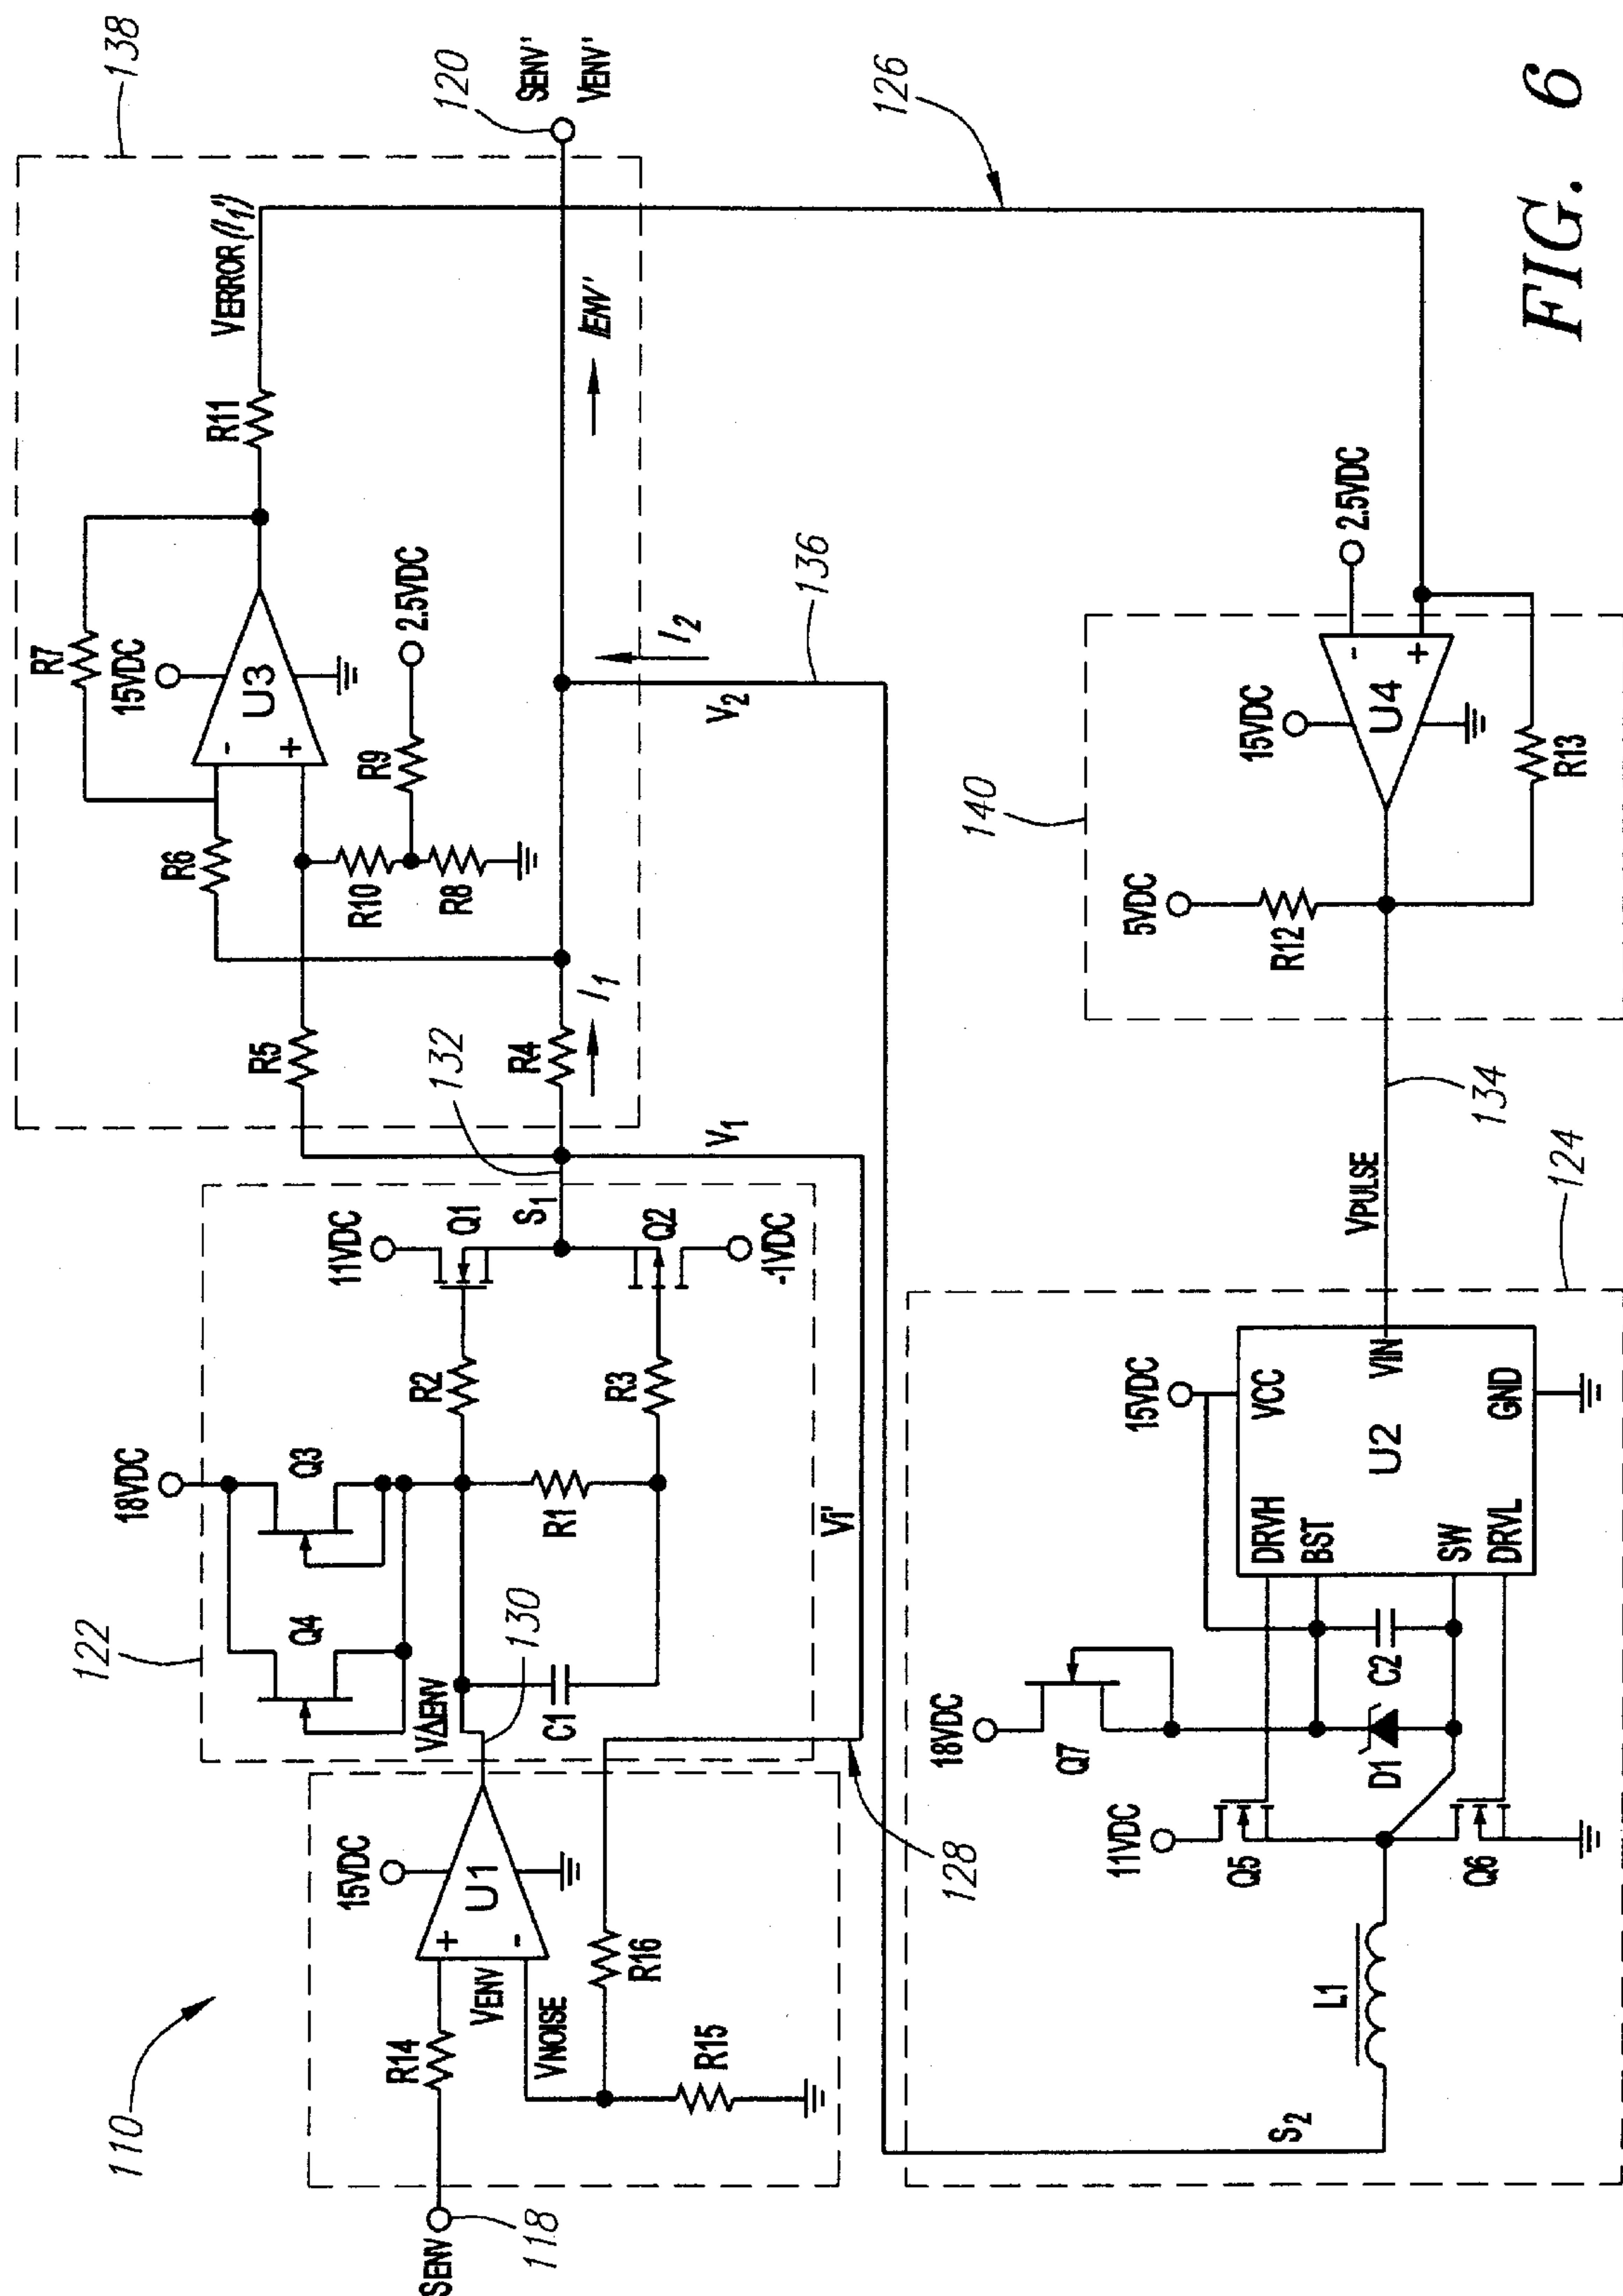 110
SENV
118
R14
VENV
VNOISE
R15
R16
+
-
U1
15VDC
128
130
VΔENV
122
Q4
Q3
18VDC
C1
R1
R2
R3
11VDC
Q1
S1
Q2
-1VDC
132
V1
Vi'
R5
R4
I1
138
R6
R7
15VDC
-
+
U3
R10
R8
R9
2.5VDC
R11
VERROR(I1')
V2
I2
136
IENV'
120
SENV'
VENV'
126
S2
L1
11VDC
Q5
Q6
18VDC
Q7
D1
C2
DRVH
BST
SW
DRVL
U2
VCC
VIN
GND
15VDC
124
VPULSE
134
140
5VDC
R12
15VDC
U4
-
+
R13
2.5VDC
FIG. 6